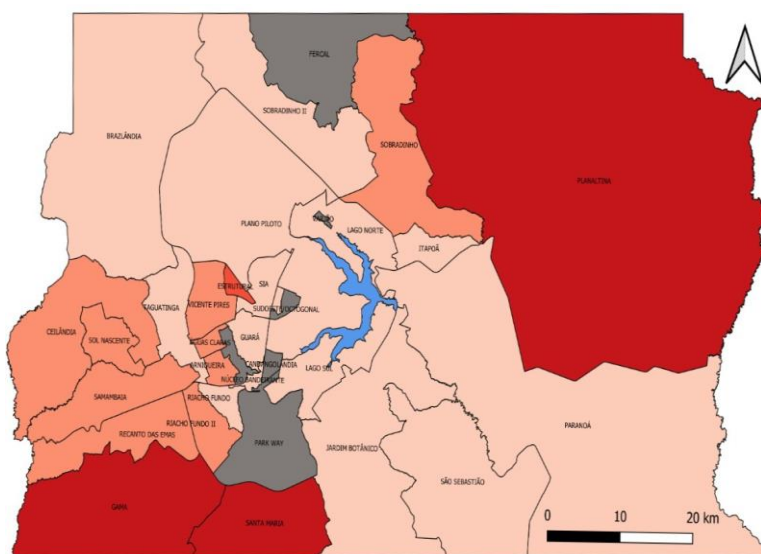 FERCAL
SOBRADINHO II
BRAZLÂNDIA
SOBRADINHO
PLANALTINA
PLANO PILOTO
VARJÃO
LAGO NORTE
ITAPOÃ
ESTRUTURAL
SIA
TAGUATINGA
VICENTE PIRES
SUDOESTE/OCTOGONAL
CEILÂNDIA
SOL NASCENTE
ÁGUAS CLARAS
GUARÁ
ARNIQUEIRA
CANDANGOLÂNDIA
LAGO SUL
NÚCLEO BANDEIRANTE
SAMAMBAIA
RIACHO FUNDO
RIACHO FUNDO II
RECANTO DAS EMAS
PARK WAY
JARDIM BOTÂNICO
PARANOÁ
SÃO SEBASTIÃO
GAMA
SANTA MARIA
0 10 20 km